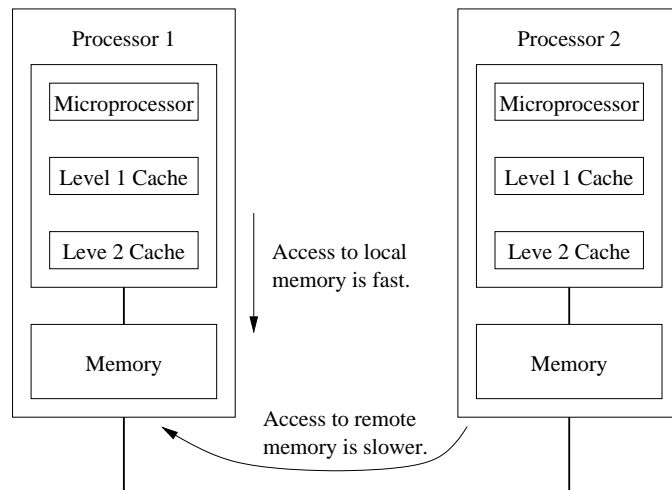 Processor 1
Microprocessor
Level 1 Cache
Leve 2 Cache
Memory
Access to local
memory is fast.
Access to remote
memory is slower.
Processor 2
Microprocessor
Level 1 Cache
Leve 2 Cache
Memory